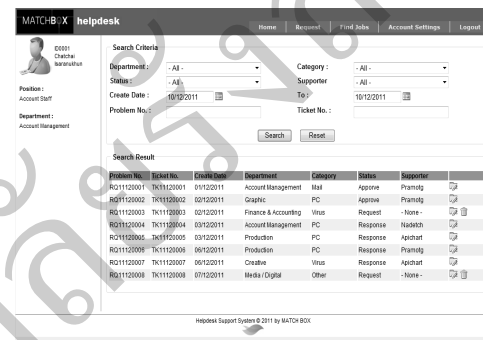 MATCHBOX helpdesk
Home | Request | Find Jobs | Account Settings | Logout
ID0001
Chatchai
Isaranukhun
Position :
Account Staff
Department :
Account Management
Search Criteria
Department : - All - Category : - All -
Status : - All - Supporter - All -
Create Date : 10/12/2011 To : 10/12/2011
Problem No. : Ticket No. :
Search Reset
Search Result
Problem No. Ticket No. Create Date Department Category Status Supporter
RQ11120001 TK11120001 01/12/2011 Account Management Mail Apporve Pramotg
RQ11120002 TK11120002 02/12/2011 Graphic PC Approve Pramotg
RQ11120003 TK11120003 02/12/2011 Finance & Accounting Virus Request - None -
RQ11120004 TK11120004 03/12/2011 Account Management PC Response Nadetch
RQ11120005 TK11120005 03/12/2011 Production PC Response Apichart
RQ11120006 TK11120006 06/12/2011 Production PC Response Pramotg
RQ11120007 TK11120007 06/12/2011 Creative Virus Response Apichart
RQ11120008 TK11120008 07/12/2011 Media / Digital Other Request - None -
Helpdesk Support System © 2011 by MATCH BOX